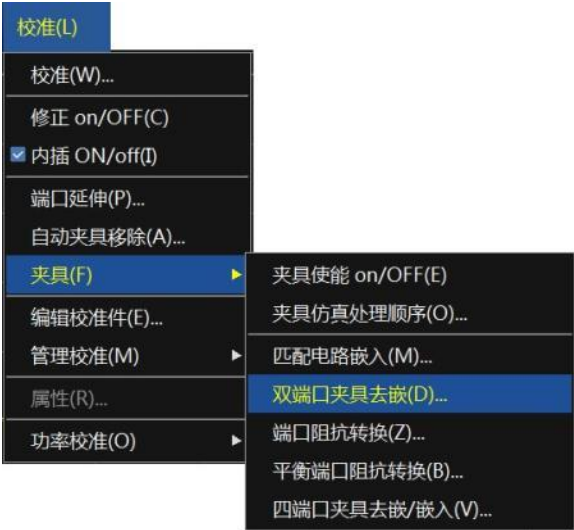 校准(L)
校准(W)...
修正 on/OFF(C)
内插 ON/off(I)
端口延伸(P)...
自动夹具移除(A)...
夹具(F)
编辑校准件(E)...
管理校准(M)
属性(R)...
功率校准(O)
夹具使能 on/OFF(E)
夹具仿真处理顺序(O)...
匹配电路嵌入(M)...
双端口夹具去嵌(D)...
端口阻抗转换(Z)...
平衡端口阻抗转换(B)...
四端口夹具去嵌/嵌入(V)...